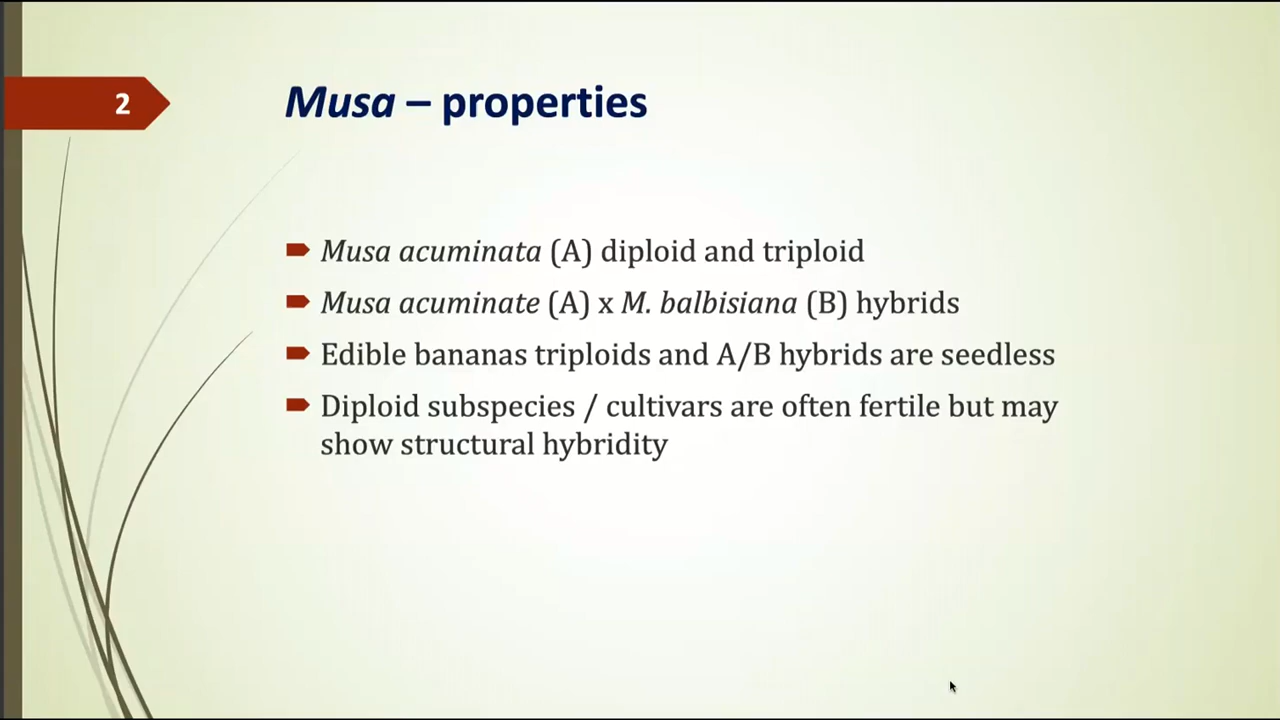 2
Musa – properties
Musa acuminata (A) diploid and triploid
Musa acuminate (A) x M. balbisiana (B) hybrids
Edible bananas triploids and A/B hybrids are seedless
Diploid subspecies / cultivars are often fertile but may
show structural hybridity